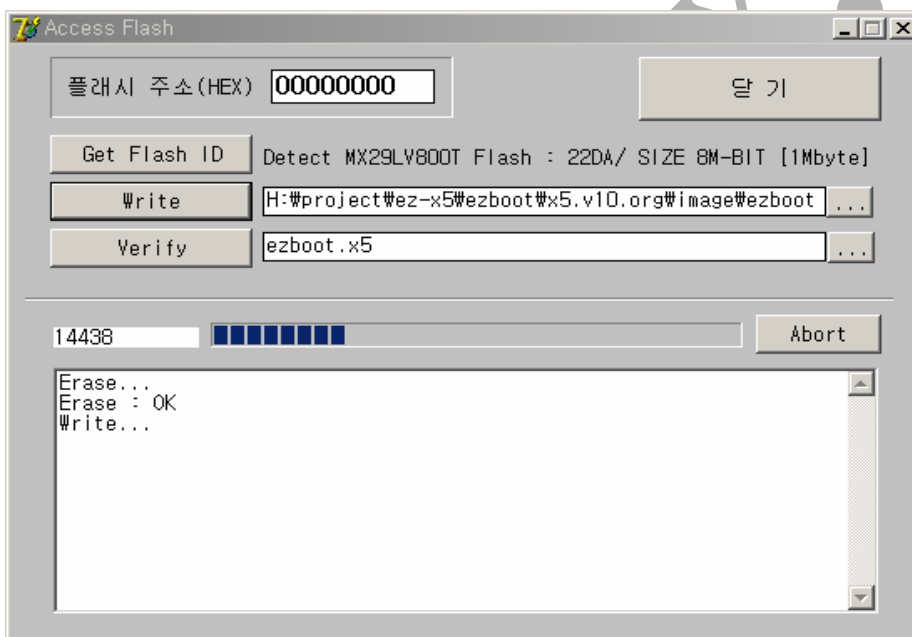 Access Flash
플래시 주소(HEX) 00000000
닫 기
Get Flash ID
Detect MX29LV800T Flash : 22DA/ SIZE 8M-BIT [1Mbyte]
Write
H:₩project₩ez-x5₩ezboot₩x5.v10.org₩image₩ezboot
...
Verify
ezboot.x5
...
14438
Abort
Erase...
Erase : OK
Write...